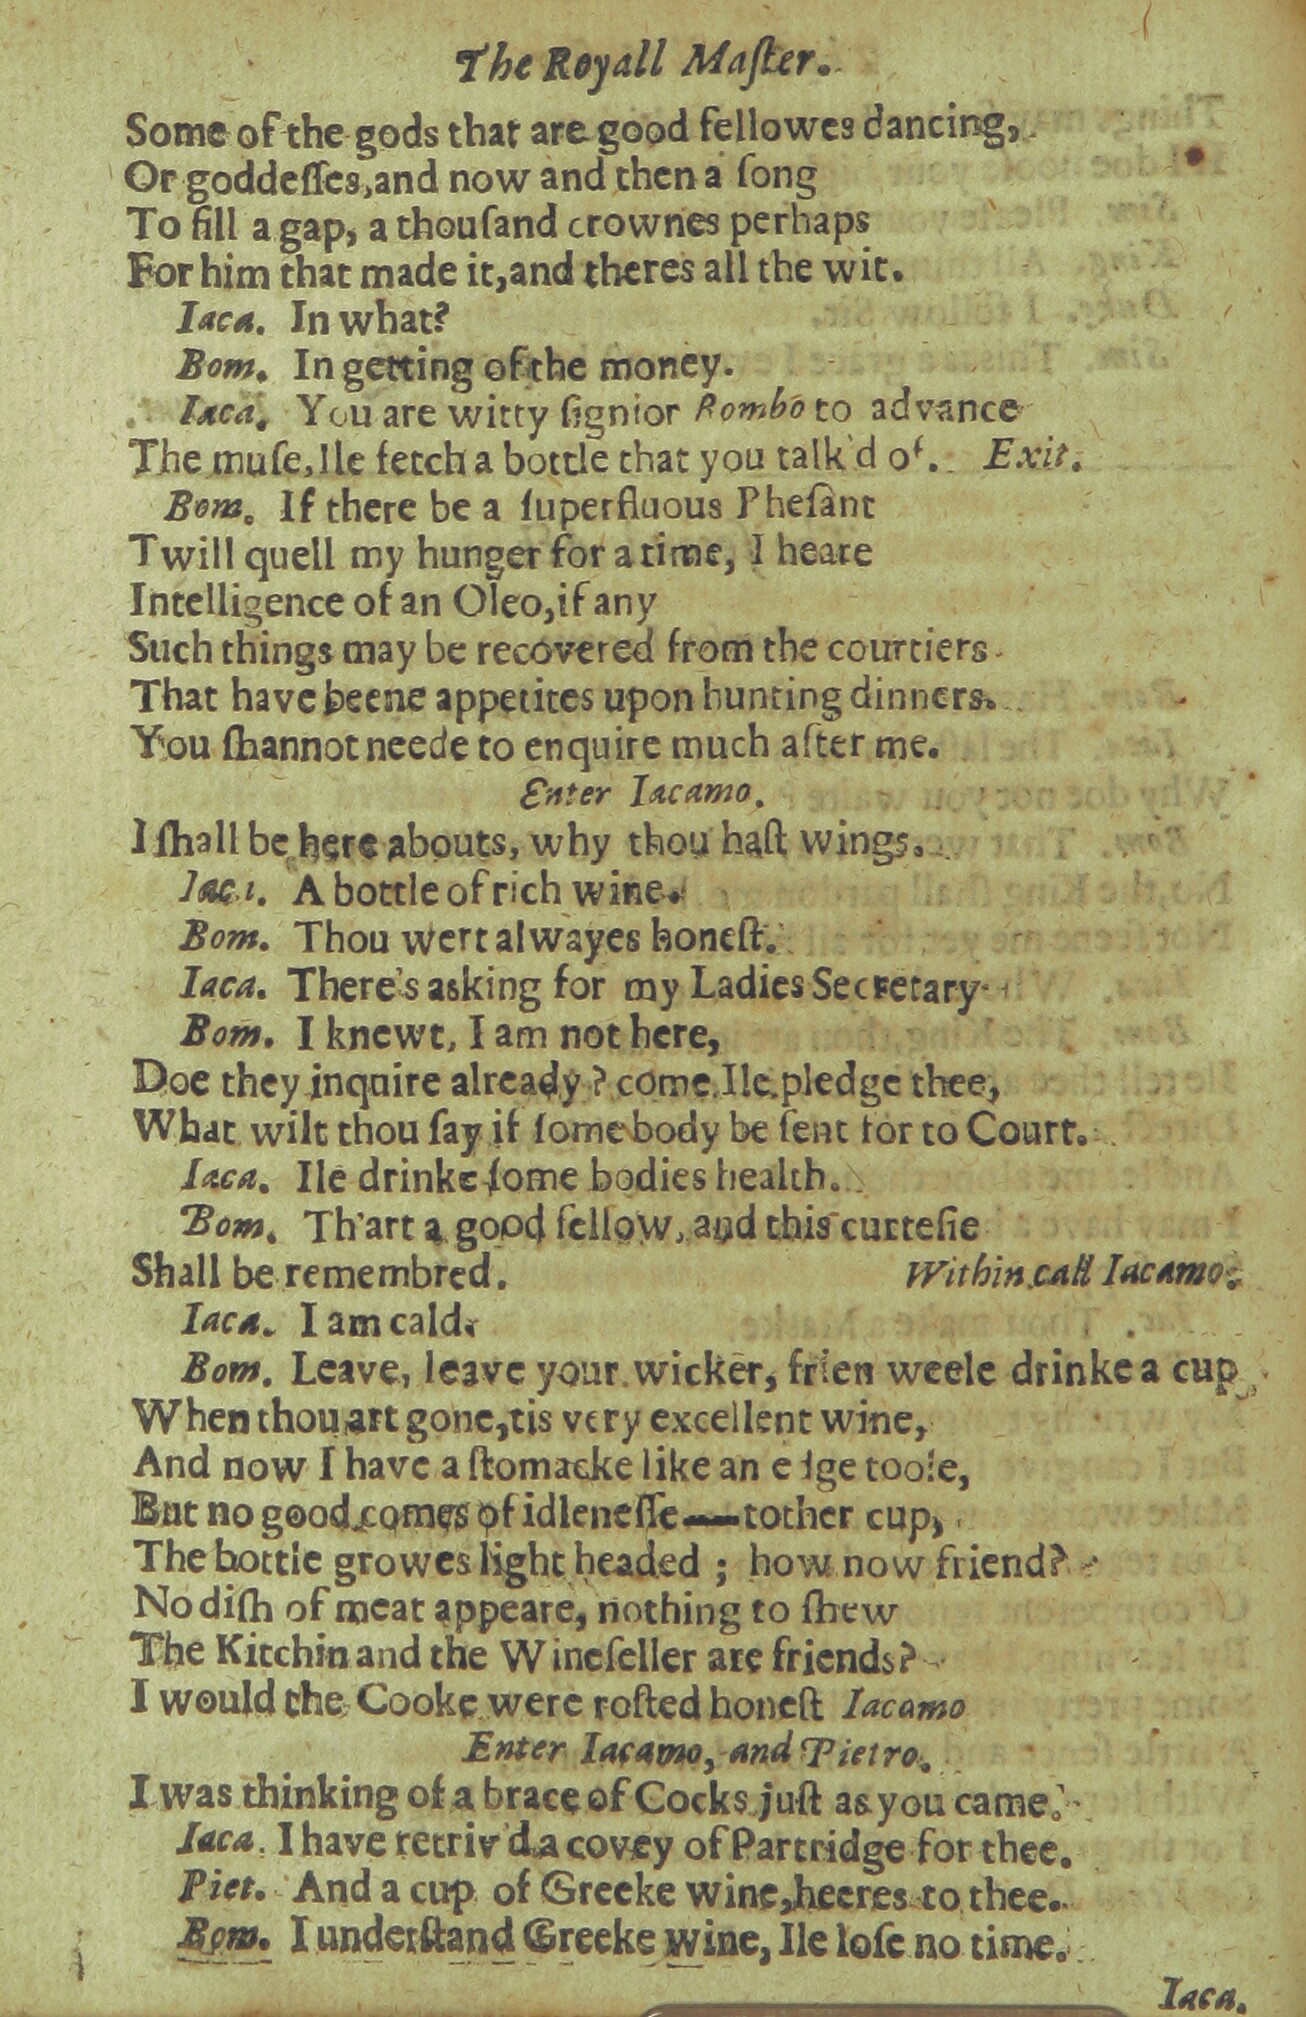 The Royall Maſter.
Some of the gods that are good fellowes dancing,
Or goddeſſes, and now and then a ſong
To fill a gap, a thouſand crownes perhaps
For him that made it, and theres all the wit.
Iaca. In what?
Bom. In getting of the money.
Iaca. You are witty ſignior Bombo to advance
The muſe, Ile fetch a bottle that you talk'd of. Exit.
Bom. If there be a ſuperfluous Pheſant
Twill quell my hunger for a time, I heare
Intelligence of an Oleo, if any
Such things may be recovered from the courtiers
That have beene appetites upon hunting dinners.
You ſhannot neede to enquire much after me.
Enter Iacamo.
I ſhall be here abouts, why thou haſt wings.
Iaca. A bottle of rich wine.
Bom. Thou wert alwayes honeſt.
Iaca. There's asking for my Ladies Secretary
Bom. I knewt, I am not here,
Doe they inquire already? come Ile pledge thee,
What wilt thou ſay if ſome body be ſent for to Court.
Iaca. Ile drinke ſome bodies health.
Bom. Th'art a good fellow, and this curteſie
Shall be remembred. Within call Iacamo.
Iaca. I am cald.
Bom. Leave, leave your wicker, frien weele drinke a cup
When thou art gone, tis very excellent wine,
And now I have a ſtomacke like an edge toole,
But no good comes of idleneſſe—tother cup,
The bottle growes light headed ; how now friend?
No diſh of meat appeare, nothing to ſhew
The Kitchin and the Wineſeller are friends?
I would the Cooke were roſted honeſt Iacamo
Enter Iacamo, and Pietro.
I was thinking of a brace of Cocks juſt as you came.
Iaca. I have retriv'd a covey of Partridge for thee.
Piet. And a cup of Greeke wine, heeres to thee.
Bom. I underſtand Greeke wine, Ile loſe no time.
Iaca.